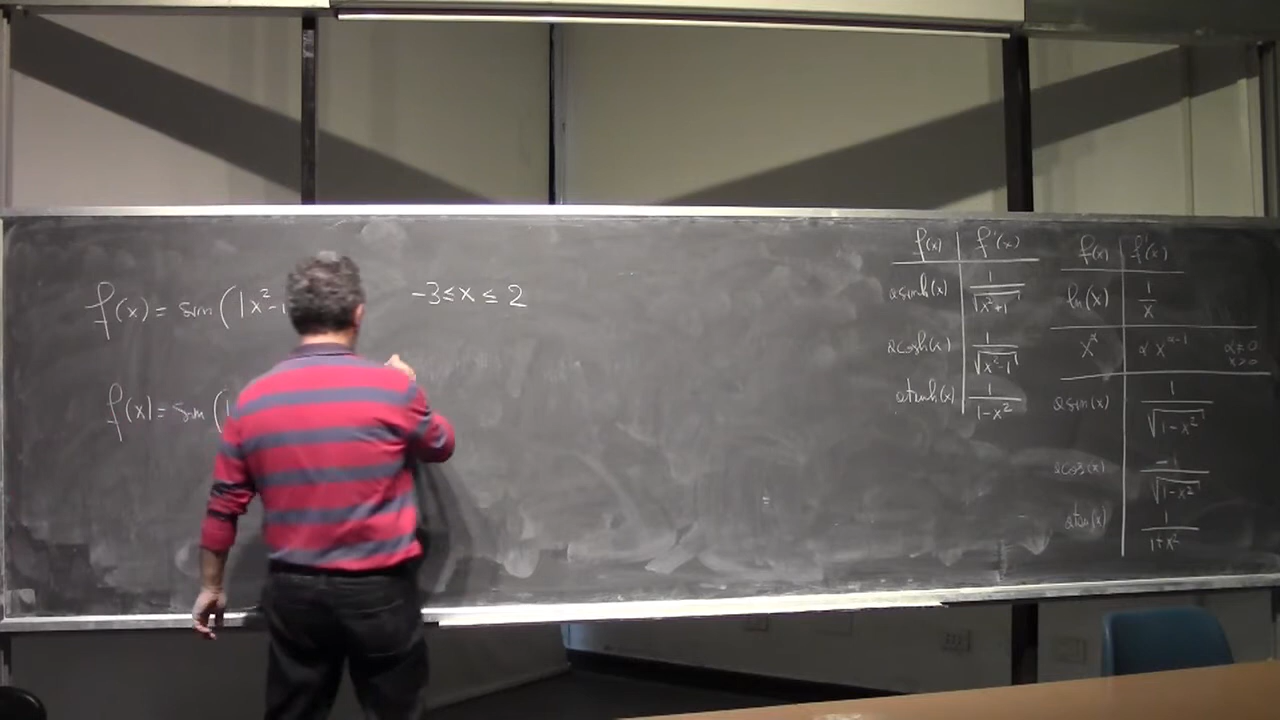 f(x) = sin (|x²-1 -3≤x≤2
f(x) = sin (1
f(x) f'(x)
asinh(x) 1/√(x²+1)
acosh(x) 1/√(x²-1)
atanh(x) 1/(1-x²)
f(x) f'(x)
ln(x) 1/x
x^α α x^(α-1) α≠0 x>0
asin(x) 1/√(1-x²)
acos(x) -1/√(1-x²)
atan(x) 1/(1+x²)